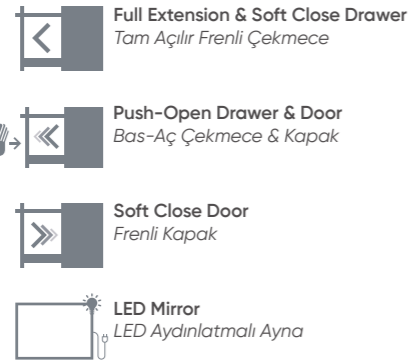 Full Extension & Soft Close Drawer
Tam Açılır Frenli Çekmece
Push-Open Drawer & Door
Bas-Aç Çekmece & Kapak
Soft Close Door
Frenli Kapak
LED Mirror
LED Aydınlatmalı Ayna